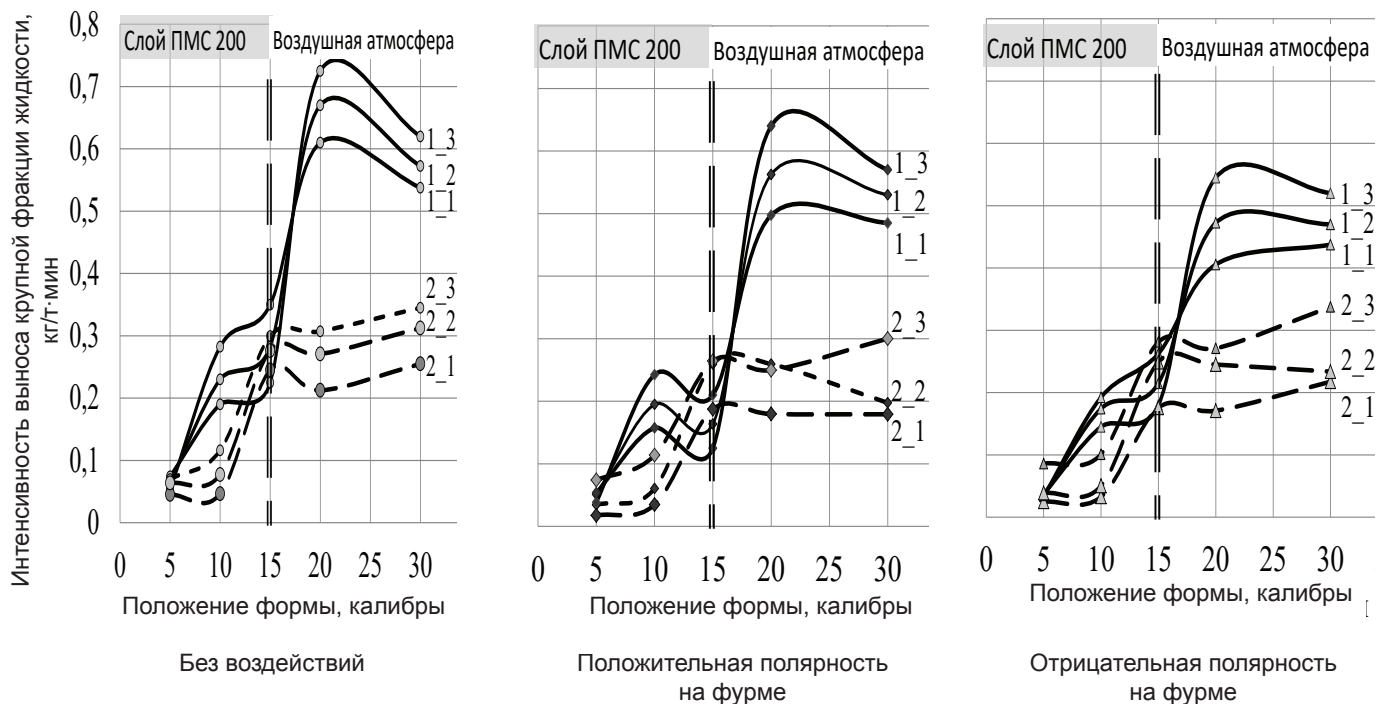 Интенсивность выноса крупной фракции жидкости,
кг/т·мин
0,8
0,7
0,6
0,5
0,4
0,3
0,2
0,1
0
Слой ПМС 200
Воздушная атмосфера
1_3
1_2
1_1
2_3
2_2
2_1
0 5 10 15 20 25 30
Положение формы, калибры
Без воздействий
Слой ПМС 200
Воздушная атмосфера
1_3
1_2
1_1
2_3
2_2
2_1
0 5 10 15 20 25 30
Положение формы, калибры
Положительная полярность
на фурме
Слой ПМС 200
Воздушная атмосфера
1_3
1_2
1_1
2_3
2_2
2_1
0 5 10 15 20 25 30
Положение формы, калибры
Отрицательная полярность
на фурме